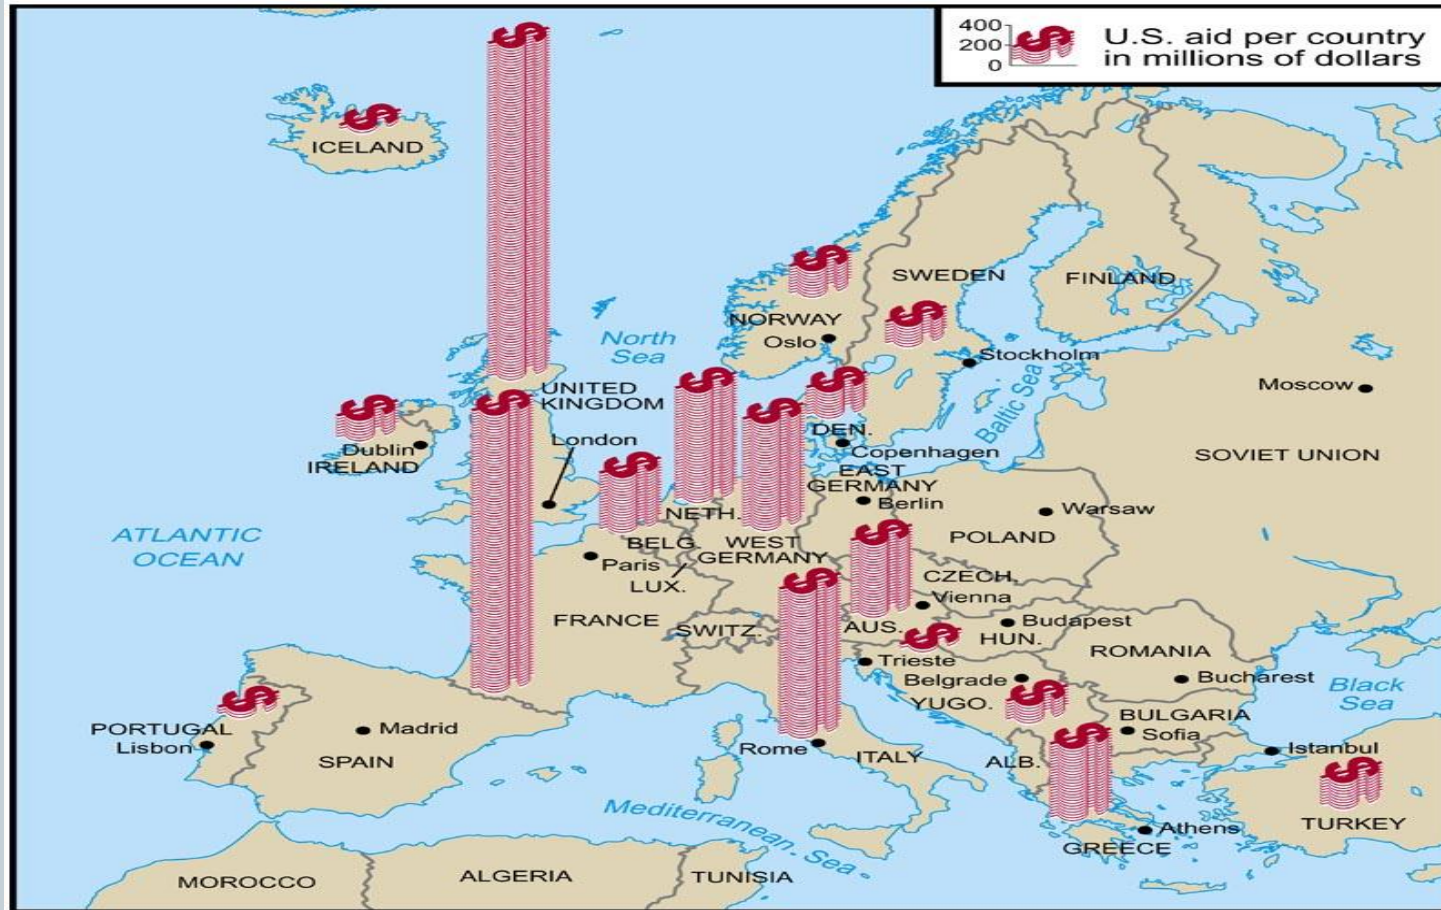 400
200
0
U.S. aid per country
in millions of dollars
ICELAND
SWEDEN
FINLAND
NORWAY
Oslo
North
Sea
Stockholm
Baltic Sea
Moscow
UNITED
KINGDOM
London
Dublin
IRELAND
DEN.
Copenhagen
EAST
GERMANY
Berlin
SOVIET UNION
NETH.
Warsaw
ATLANTIC
OCEAN
BELG.
WEST
GERMANY
POLAND
Paris
LUX.
CZECH.
Vienna
FRANCE
SWITZ.
AUS.
Budapest
HUN.
ROMANIA
Trieste
Belgrade
Bucharest
YUGO.
Black
Sea
PORTUGAL
Lisbon
Madrid
SPAIN
BULGARIA
Sofia
Rome
ITALY
ALB.
Istanbul
Mediterranean Sea
TURKEY
Athens
GREECE
MOROCCO
ALGERIA
TUNISIA